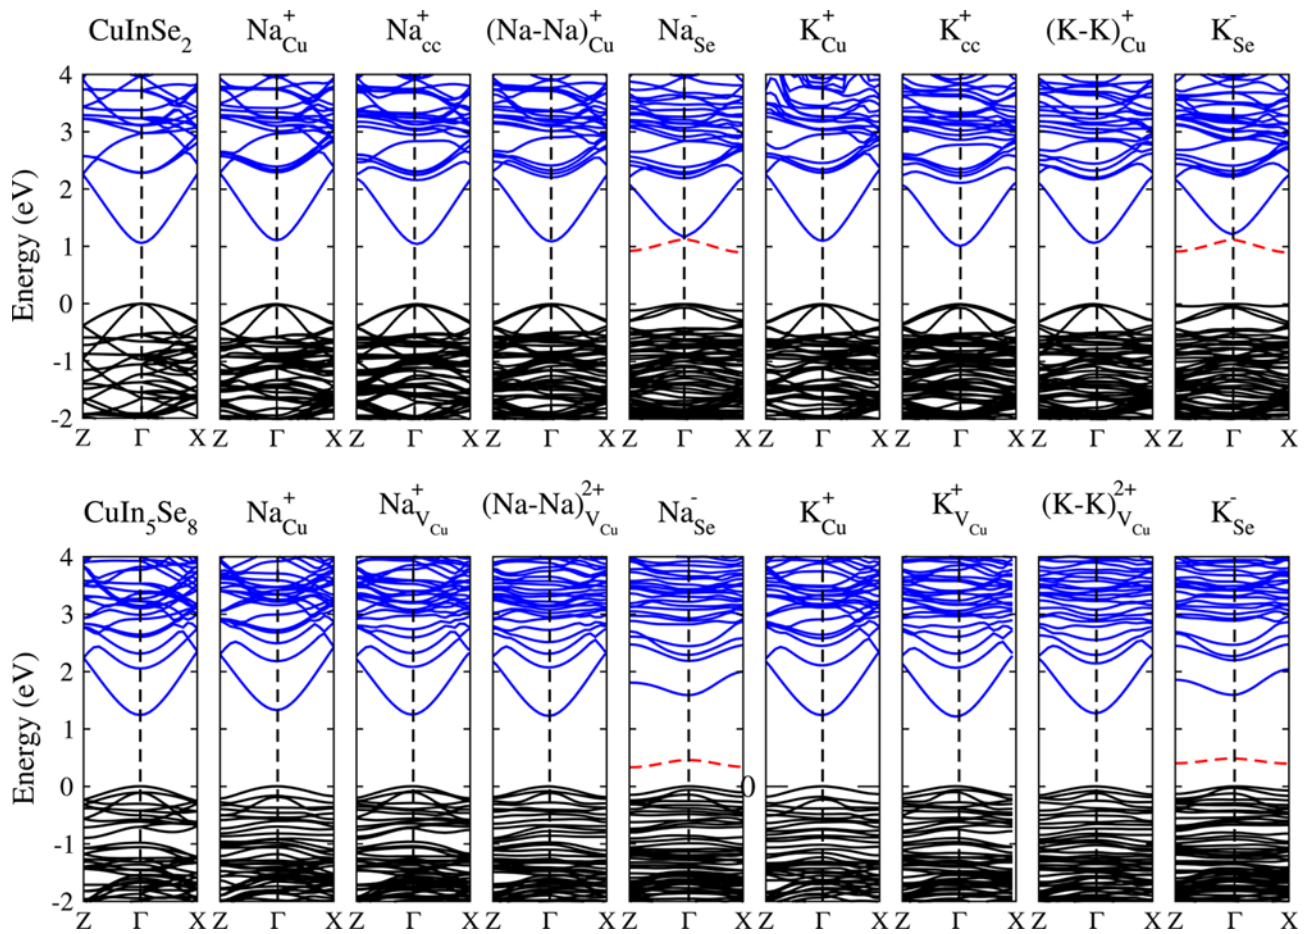 CuInSe2 Na+Cu Na+cc (Na-Na)+Cu Na-Se K+Cu K+cc (K-K)+Cu K-Se
4
3
2
1
0
-1
-2
Energy (eV)
Z Γ X Z Γ X Z Γ X Z Γ X Z Γ X Z Γ X Z Γ X Z Γ X Z Γ X
CuIn5Se8 Na+Cu Na+VCu (Na-Na)2+VCu Na-Se K+Cu K+VCu (K-K)2+VCu K-Se
4
3
2
1
0 0
-1
-2
Energy (eV)
Z Γ X Z Γ X Z Γ X Z Γ X Z Γ X Z Γ X Z Γ X Z Γ X Z Γ X